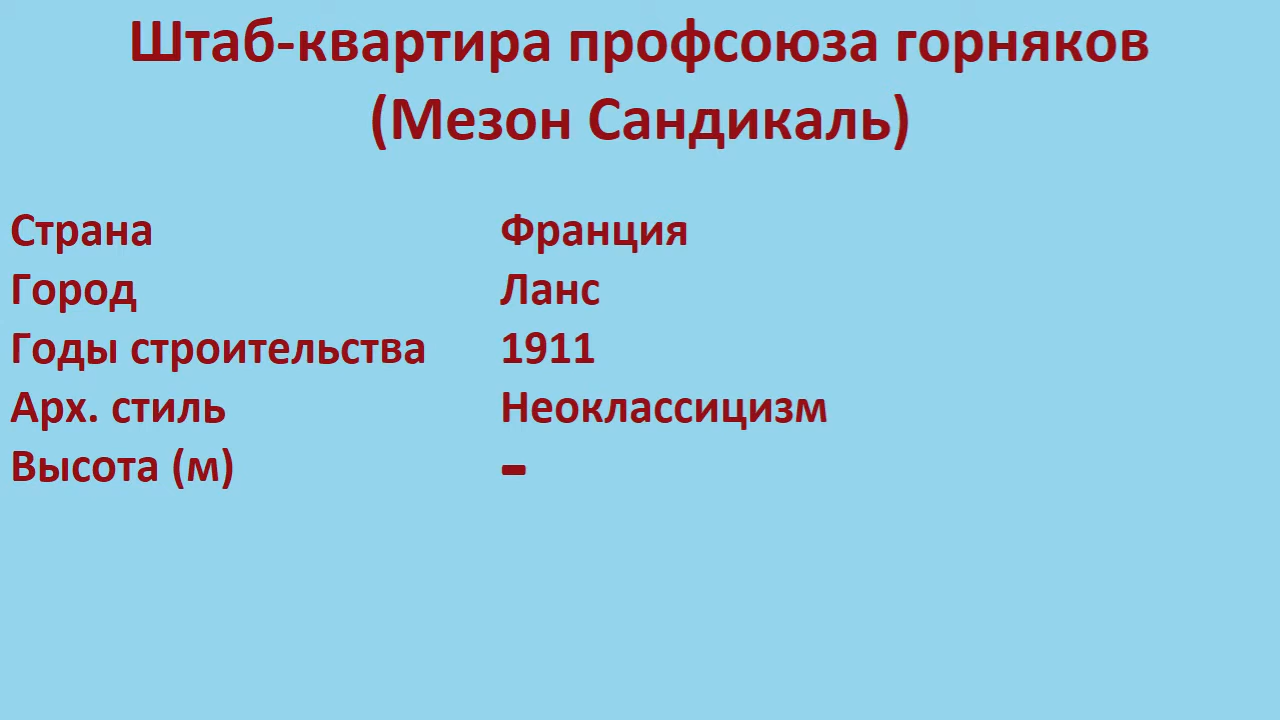 Штаб-квартира профсоюза горняков
(Мезон Сандикаль)
Страна Франция
Город Ланс
Годы строительства 1911
Арх. стиль Неоклассицизм
Высота (м) -